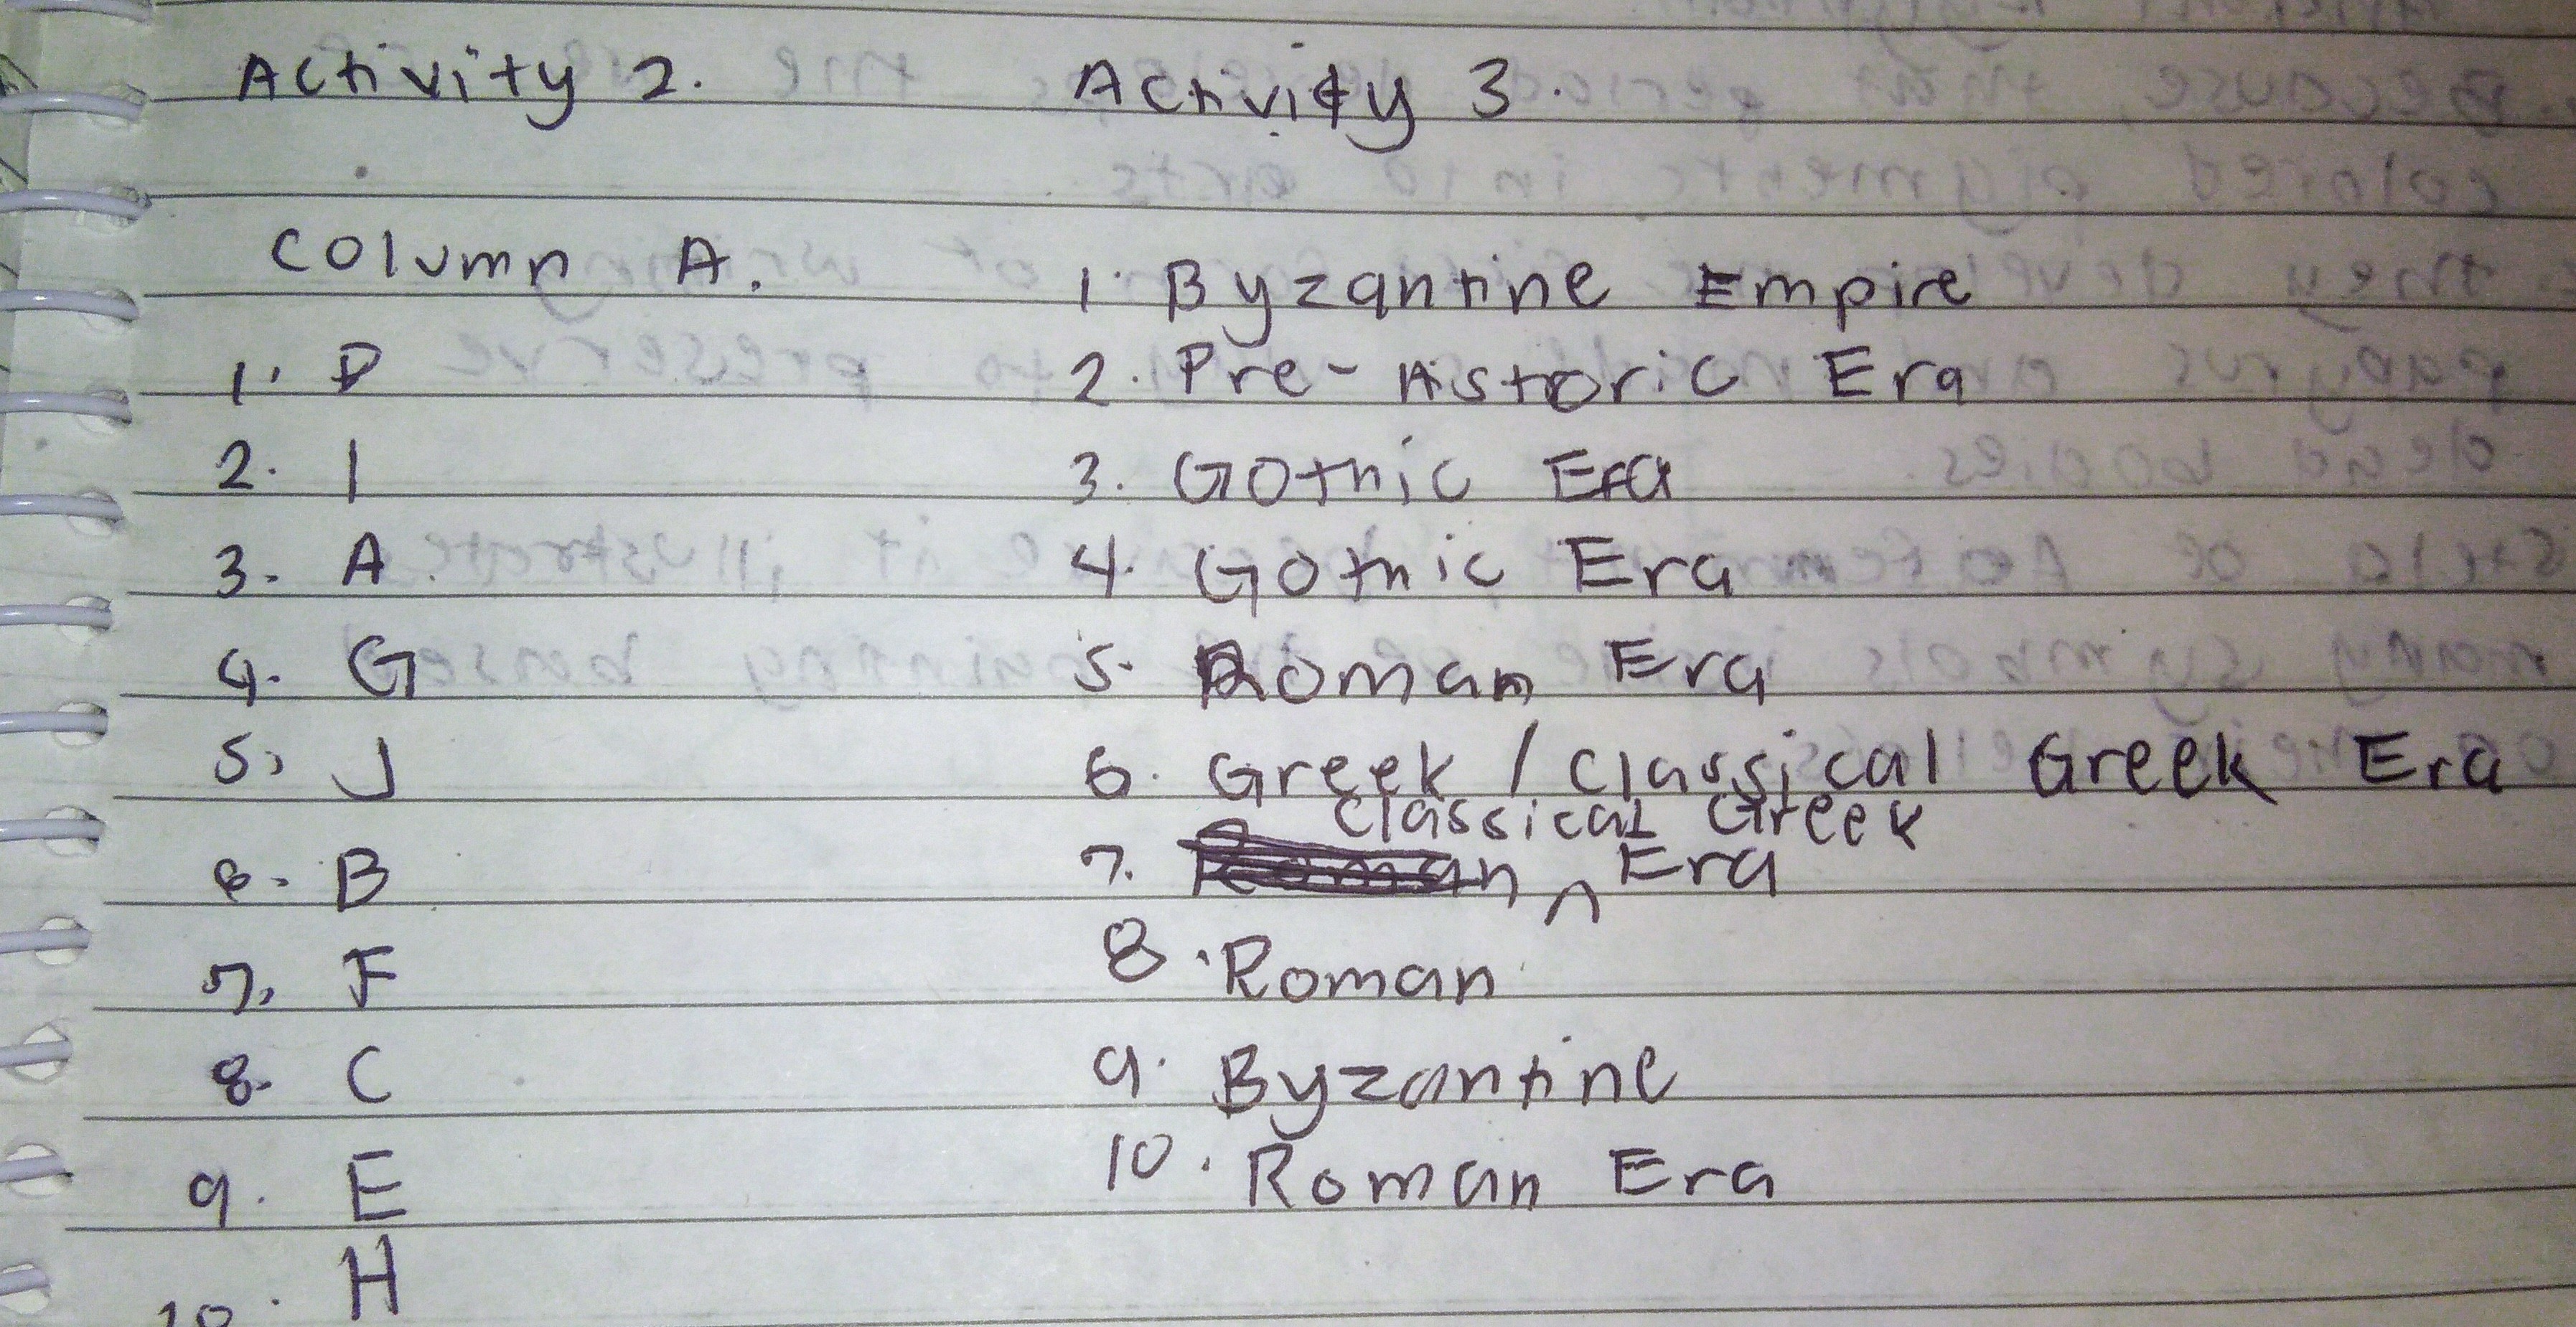 Activity 2.
Column A.
1. D
2. I
3. A
4. G
5. J
6. B
7. F
8. C
9. E
10. H
Activity 3.
1. Byzantine Empire
2. Pre-Historic Era
3. Gothic Era
4. Gothic Era
5. Roman Era
6. Greek / Classical Greek Era
7. Classical Greek Era
8. Roman
9. Byzantine
10. Roman Era